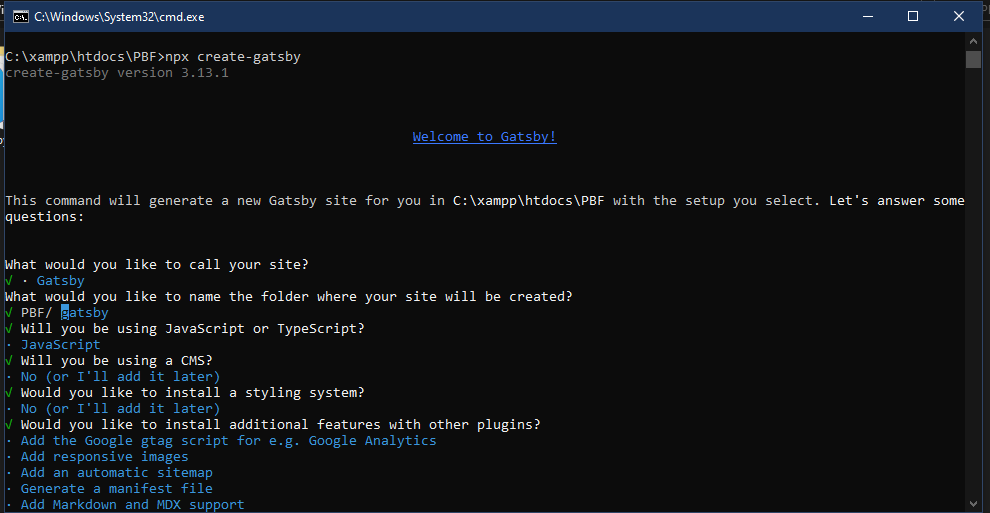 C:\Windows\System32\cmd.exe
C:\xampp\htdocs\PBF>npx create-gatsby
create-gatsby version 3.13.1
Welcome to Gatsby!
This command will generate a new Gatsby site for you in C:\xampp\htdocs\PBF with the setup you select. Let's answer some
questions:
What would you like to call your site?
√ · Gatsby
What would you like to name the folder where your site will be created?
√ PBF/ gatsby
√ Will you be using JavaScript or TypeScript?
· JavaScript
√ Will you be using a CMS?
· No (or I'll add it later)
√ Would you like to install a styling system?
· No (or I'll add it later)
√ Would you like to install additional features with other plugins?
· Add the Google gtag script for e.g. Google Analytics
· Add responsive images
· Add an automatic sitemap
· Generate a manifest file
· Add Markdown and MDX support